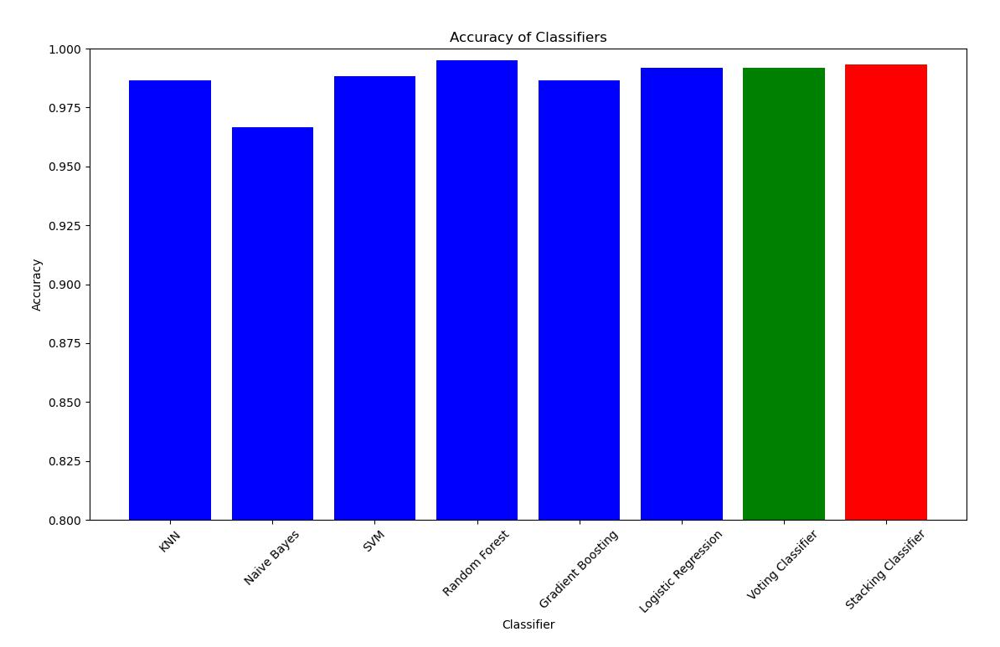 Accuracy of Classifiers
1.000
0.975
0.950
0.925
0.900
0.875
0.850
0.825
0.800
Accuracy
KNN
Naive Bayes
SVM
Random Forest
Gradient Boosting
Logistic Regression
Voting Classifier
Stacking Classifier
Classifier